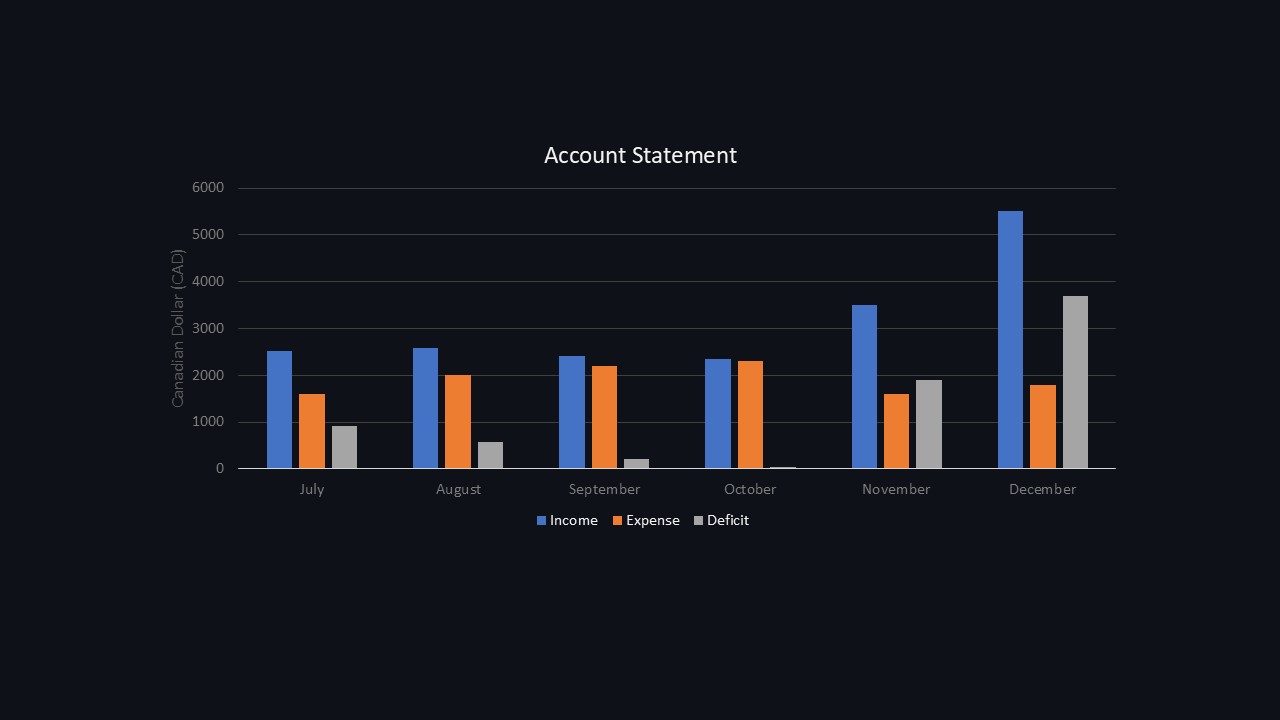 Account Statement
Canadian Dollar (CAD)
6000
5000
4000
3000
2000
1000
0
July August September October November December
Income Expense Deficit